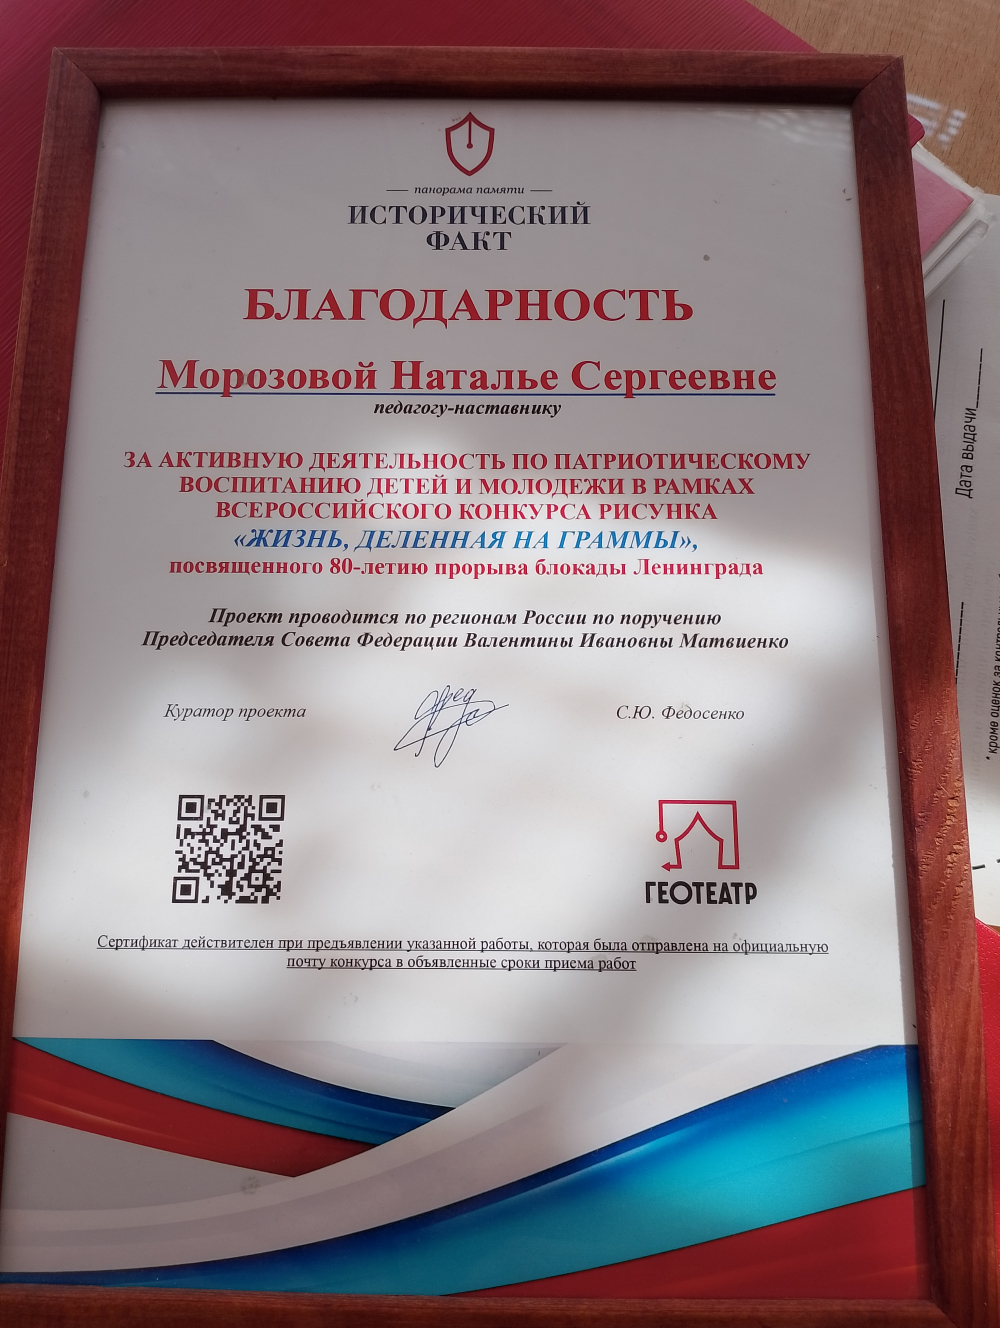 панорама памяти
ИСТОРИЧЕСКИЙ
ФАКТ
БЛАГОДАРНОСТЬ
Морозовой Наталье Сергеевне
педагогу-наставнику
ЗА АКТИВНУЮ ДЕЯТЕЛЬНОСТЬ ПО ПАТРИОТИЧЕСКОМУ
ВОСПИТАНИЮ ДЕТЕЙ И МОЛОДЕЖИ В РАМКАХ
ВСЕРОССИЙСКОГО КОНКУРСА РИСУНКА
«ЖИЗНЬ, ДЕЛЕННАЯ НА ГРАММЫ»,
посвященного 80-летию прорыва блокады Ленинграда
Проект проводится по регионам России по поручению
Председателя Совета Федерации Валентины Ивановны Матвиенко
Куратор проекта
С.Ю. Федосенко
ГЕОТЕАТР
Сертификат действителен при предъявлении указанной работы, которая была отправлена на официальную
почту конкурса в объявленные сроки приема работ
Дата выдачи
* кроме оценок за